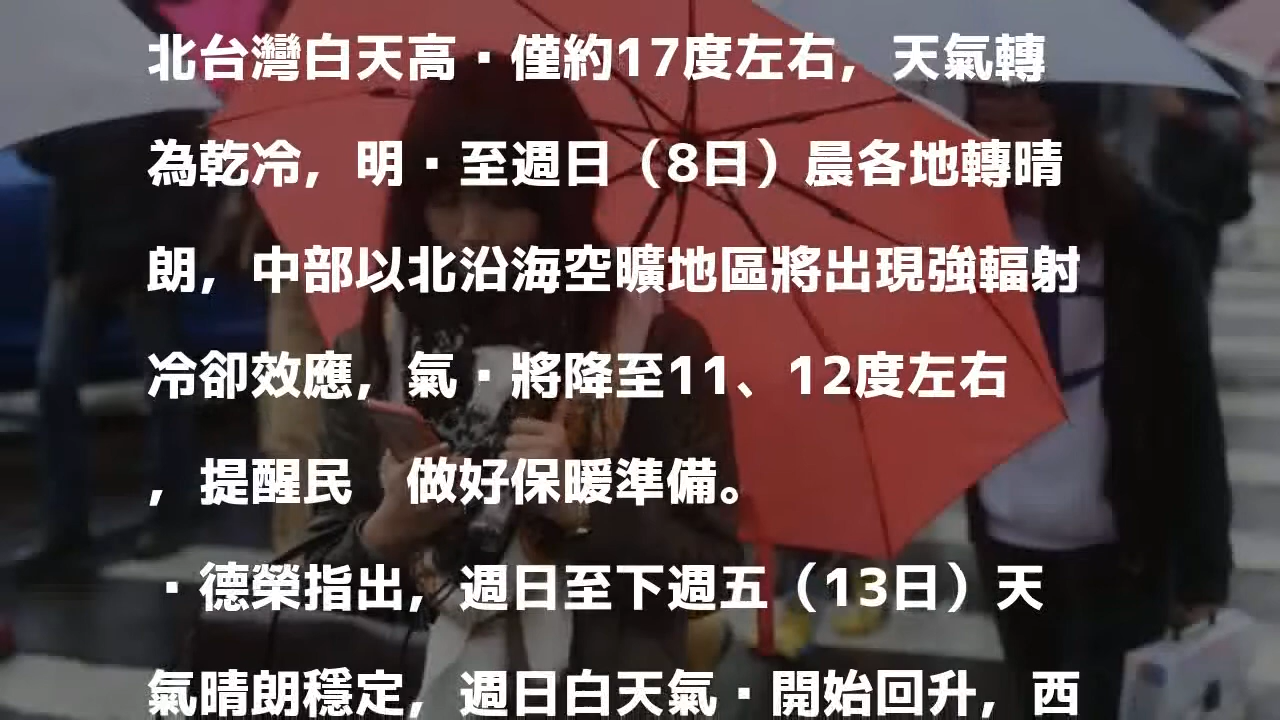 北台灣白天高·僅約17度左右，天氣轉
為乾冷，明·至週日（8日）晨各地轉晴
朗，中部以北沿海空曠地區將出現強輻射
冷卻效應，氣·將降至11、12度左右
，提醒民　做好保暖準備。
·德榮指出，週日至下週五（13日）天
氣晴朗穩定，週日白天氣·開始回升，西